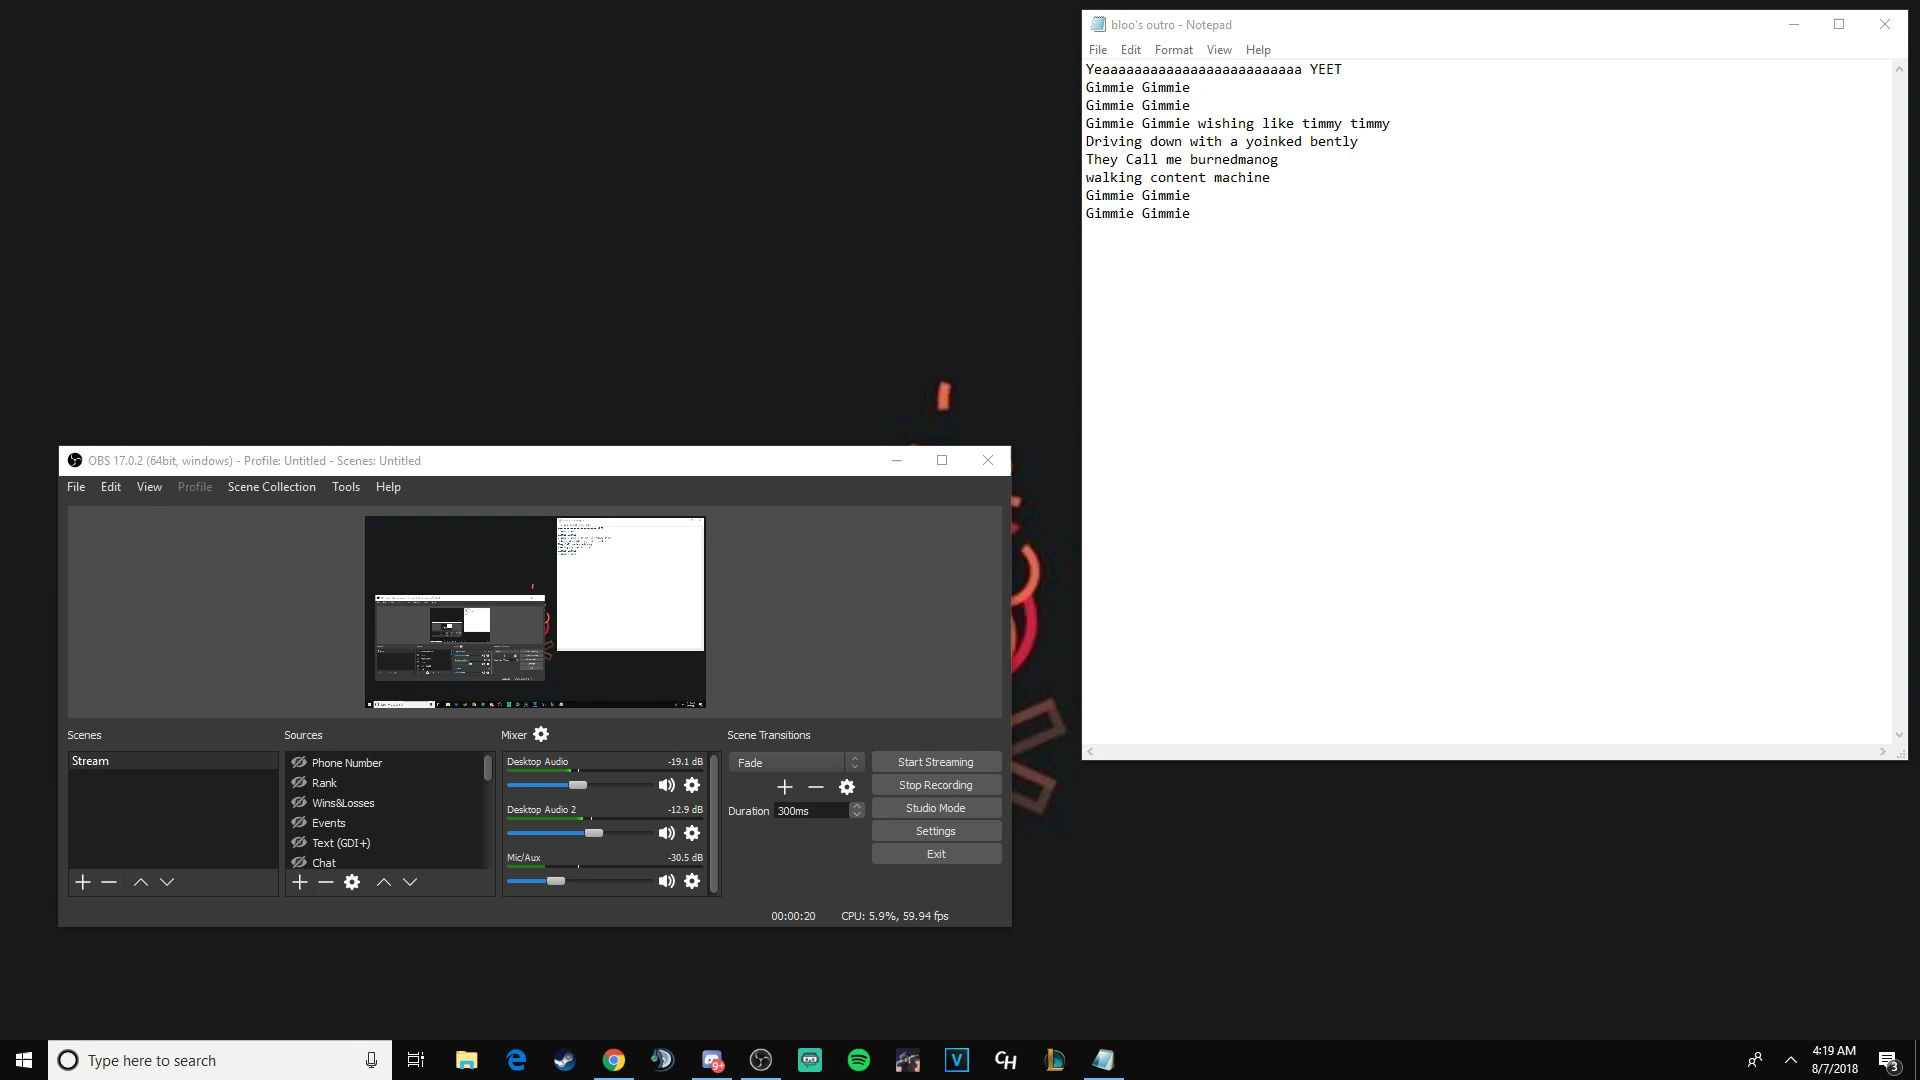 bloo's outro - Notepad
File Edit Format View Help
Yeaaaaaaaaaaaaaaaaaaaaaaaaa YEET
Gimmie Gimmie
Gimmie Gimmie
Gimmie Gimmie wishing like timmy timmy
Driving down with a yoinked bently
They Call me burnedmanog
walking content machine
Gimmie Gimmie
Gimmie Gimmie
OBS 17.0.2 (64bit, windows) - Profile: Untitled - Scenes: Untitled
File Edit View Profile Scene Collection Tools Help
Scenes
Stream
Sources
Phone Number
Rank
Wins&Losses
Events
Text (GDI+)
Chat
Mixer
Desktop Audio -19.1 dB
Desktop Audio 2 -12.9 dB
Mic/Aux -30.5 dB
Scene Transitions
Fade
Duration 300ms
Start Streaming
Stop Recording
Studio Mode
Settings
Exit
00:00:20 CPU: 5.9%, 59.94 fps
Type here to search
9+
V
CH
4:19 AM
8/7/2018
3